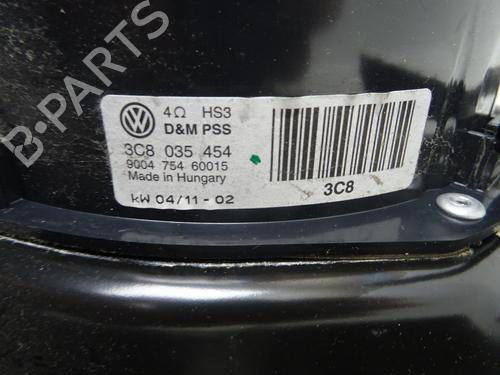 4Ω HS3
D&M PSS
3C8 035 454
9004 754 60015
Made in Hungary
KW 04/11 - 02
3C8
B-PARTS